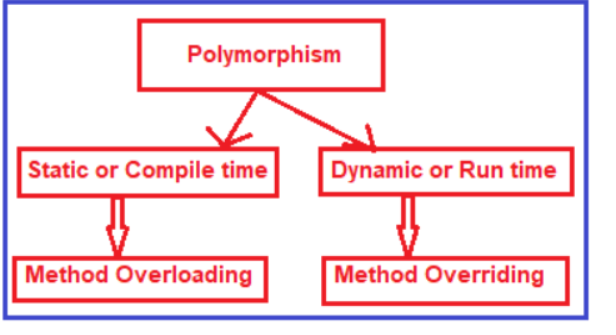 Polymorphism
Static or Compile time
Dynamic or Run time
Method Overloading
Method Overriding